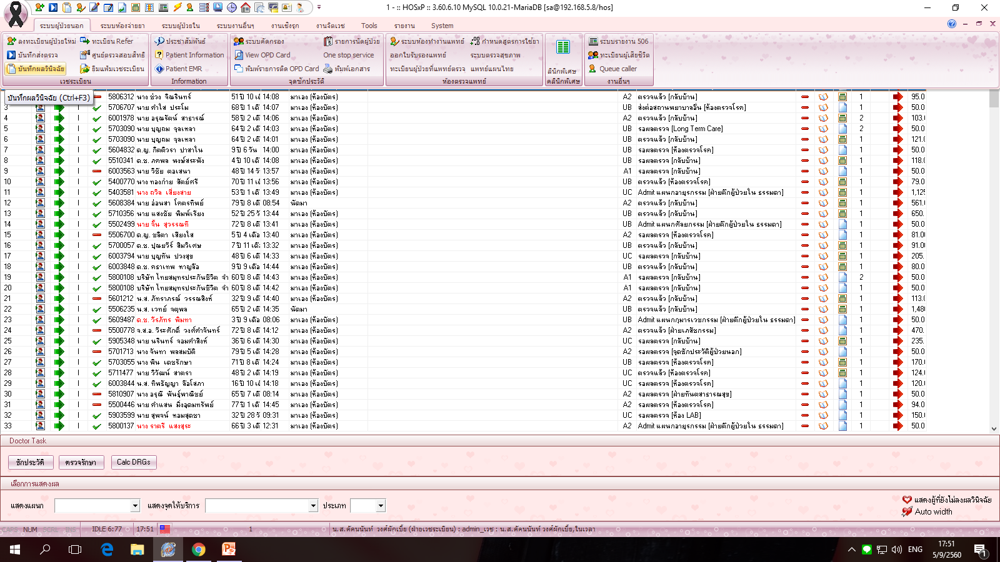 1 - :: HOSxP :: 3.60.6.10 MySQL 10.0.21-MariaDB [sa@192.168.5.8/hos]
ระบบผู้ป่วยนอก ระบบห้องจ่ายยา ระบบผู้ป่วยใน ระบบงานอื่นๆ งานเชิงรุก งานจิตเวช Tools รายงาน System
ลงทะเบียนผู้ป่วยใหม่ ทะเบียน Refer ประชาสัมพันธ์ ระบบคัดกรอง รายการนัดผู้ป่วย ระบบห้องทำงานแพทย์ กำหนดสูตรการใช้ยา ระบบรายงาน 506
บันทึกส่งตรวจ ศูนย์ตรวจสอบสิทธิ์ Patient Information View OPD Card One stop service ออกใบรับรองแพทย์ ระบบตรวจสุขภาพ ทะเบียนผู้เสียชีวิต
บันทึกผลวินิจฉัย ยืมแฟ้มเวชระเบียน Patient EMR พิมพ์รายการติด OPD Card พิมพ์เอกสาร ทะเบียนผู้ป่วยที่แพทย์ตรวจ แพทย์แผนไทย คลินิกพิเศษ Queue caller
เวชระเบียน Information จุดซักประวัติ ห้องตรวจแพทย์ คลินิกพิเศษ งานอื่นๆ
บันทึกผลวินิจฉัย (Ctrl+F3)
5806312 นาง ช่วง จิณรินทร์ 51 ปี 10 เดื 14:08 มาเอง (ห้องบัตร) A2 ตรวจแล้ว [กลับบ้าน] 1 95.0
3 5706707 นาย คำใส ประโม 68 ปี 1 เดื 14:07 มาเอง (ห้องบัตร) UB ส่งต่อสถานพยาบาลอื่น [ห้องตรวจโรค] 1 50.0
4 6001978 นาย อรุณรัตน์ สาธารณ์ 58 ปี 2 เดื 14:06 มาเอง (ห้องบัตร) A2 ตรวจแล้ว [กลับบ้าน] 2 103.
5 5703090 นาย บุญถม จุลเหลา 64 ปี 2 เดื 14:03 มาเอง (ห้องบัตร) UB รอผลตรวจ [Long Term Care] 2 50.0
6 5703090 นาย บุญถม จุลเหลา 64 ปี 2 เดื 14:01 มาเอง (ห้องบัตร) UB ตรวจแล้ว [กลับบ้าน] 1 121.
7 5604832 ด.ญ. กิตติวรา ปาสาใน 9 ปี 6 วัน 14:00 มาเอง (ห้องบัตร) UB รอผลตรวจ [ห้องตรวจโรค] 1 50.0
8 5510341 ด.ช. ภคพล พงษ์สระพัง 4 ปี 10 เดื 14:08 มาเอง (ห้องบัตร) UB รอผลตรวจ [กลับบ้าน] 1 118.
9 6003563 นาย วิชัย ตอเสนา 48 ปี 14 วั 13:57 มาเอง (ห้องบัตร) A1 รอผลตรวจ [กลับบ้าน] 1 50.0
10 5400770 นาย ทองก่าย สัตย์ศรี 70 ปี 11 เดื 13:56 มาเอง (ห้องบัตร) UB ตรวจแล้ว [ห้องตรวจโรค] 1 79.0
11 5403581 นาง ถวิล เสี่ยงสาย 53 ปี 1 เดื 13:49 มาเอง (ห้องบัตร) UC Admit แผนกอายุรกรรม [ฝ่ายตึกผู้ป่วยใน ธรรมดา] 1 1,125
12 5608384 นาย อ่อนสา โคตรทิพย์ 79 ปี 8 เดื 08:54 นัดมา A2 ตรวจแล้ว [กลับบ้าน] 1 561.
13 5710356 นาย แสงชัย พิมพ์เรียง 52 ปี 25 วั 13:44 มาเอง (ห้องบัตร) UB ตรวจแล้ว [กลับบ้าน] 1 650.
14 5502499 นาย จั้น สุวรรณที 72 ปี 8 เดื 13:41 มาเอง (ห้องบัตร) UB Admit แผนกศัลยกรรม [ฝ่ายตึกผู้ป่วยใน ธรรมดา] 1 50.0
15 5506700 ด.ญ. ชลิตา เสียงใส 5 ปี 4 เดือ 13:40 มาเอง (ห้องบัตร) A2 รอผลตรวจ [ห้องตรวจโรค] 1 81.0
16 5700057 ด.ช. ปุณยวีร์ สิมวิเศษ 7 ปี 11 เดื 13:32 มาเอง (ห้องบัตร) UB ตรวจแล้ว [กลับบ้าน] 1 91.0
17 6003794 นาย บุญทัน ปวงสุข 48 ปี 6 เดื 14:33 มาเอง (ห้องบัตร) UC รอผลตรวจ [กลับบ้าน] 1 205.
18 6003848 ด.ช. คราเทพ หาญลือ 9 ปี 9 เดือ 14:44 มาเอง (ห้องบัตร) UB ตรวจแล้ว [กลับบ้าน] 1 80.0
19 5800108 บริษัท ไทยสมุทรประกันชีวิต จำ 60 ปี 8 เดื 14:43 มาเอง (ห้องบัตร) A1 รอผลตรวจ [กลับบ้าน] 2 50.0
20 5800108 บริษัท ไทยสมุทรประกันชีวิต จำ 60 ปี 8 เดื 14:42 มาเอง (ห้องบัตร) A1 รอผลตรวจ [กลับบ้าน] 1 50.0
21 5601212 น.ส. ภัทราภรณ์ วรรณสิงห์ 32 ปี 9 เดื 14:40 มาเอง (ห้องบัตร) A2 ตรวจแล้ว [กลับบ้าน] 1 113.
22 5506235 น.ส. เวทย์ จตุพล 65 ปี 2 เดื 14:35 นัดมา UB ตรวจแล้ว [กลับบ้าน] 1 1,480
23 5609487 ด.ช. วีรภัทร พิมทา 3 ปี 9 เดือ 08:06 มาเอง (ห้องบัตร) UB Admit แผนกกุมารเวชกรรม [ฝ่ายตึกผู้ป่วยใน ธรรมดา] 1 50.0
24 5500778 จ.ส.อ. วีระศักดิ์ วงศ์คำจันทร์ 72 ปี 8 เดื 14:12 มาเอง (ห้องบัตร) A2 ตรวจแล้ว [ฝ่ายเภสัชกรรม] 1 470.
25 5905348 นาย นรินทร์ จอมคำสิงห์ 36 ปี 6 เดื 14:30 มาเอง (ห้องบัตร) UC รอผลตรวจ [กลับบ้าน] 1 235.
26 5701713 นาง จันทา พลสมบัติ 79 ปี 5 เดื 14:28 มาเอง (ห้องบัตร) A2 รอผลตรวจ [จุดซักประวัติผู้ป่วยนอก] 1 50.0
27 5703055 นาง พิน เดชรักษา 71 ปี 8 เดื 14:24 มาเอง (ห้องบัตร) UB รอผลตรวจ [ห้องตรวจโรค] 1 170.
28 5711477 นาย วิวัฒน์ สาตรา 48 ปี 2 เดื 14:19 มาเอง (ห้องบัตร) UC ตรวจแล้ว [ห้องตรวจโรค] 1 124.
29 6003844 น.ส. ทิพธัญญา ลือโสภา 16 ปี 10 เดื 14:18 มาเอง (ห้องบัตร) UC รอผลตรวจ [ห้องตรวจโรค] 1 120.
30 5810907 นาง อรุณี พันธุ์พาณิชย์ 65 ปี 7 เดื 08:14 มาเอง (ห้องบัตร) A2 รอผลตรวจ [ฝ่ายทันตสาธารณสุข] 1 50.0
31 5500446 นาย คำแสน มิ่งอุดมทรัพย์ 77 ปี 1 เดื 14:45 มาเอง (ห้องบัตร) A2 รอผลตรวจ [ห้องตรวจโรค] 1 94.0
32 5903599 นาย สุพจน์ หอมสุดชา 32 ปี 28 วั 09:31 มาเอง (ห้องบัตร) UC รอผลตรวจ [ห้อง LAB] 1 150.
33 5800137 นาง ราตรี แสงสุระ 66 ปี 3 เดื 12:31 มาเอง (ห้องบัตร) A2 Admit แผนกอายุรกรรม [ฝ่ายตึกผู้ป่วยใน ธรรมดา] 1 50.0
Doctor Task
ซักประวัติ ตรวจรักษา Calc DRGs
เลือกการแสดงผล
แสดงแผนก แสดงจุดให้บริการ ประเภท แสดงผู้ที่ยังไม่ลงผลวินิจฉัย
Auto width
CAPS NUM SCRL INS IDLE 6:77 17:51 1 น.ส.คัคนนันท์ วงศ์ผักเบี้ย (ฝ่ายเวชระเบียน) : admin_เวช : น.ส.คัคนนันท์ วงศ์ผักเบี้ย,ในเวลา
ENG 17:51
5/9/2560 1